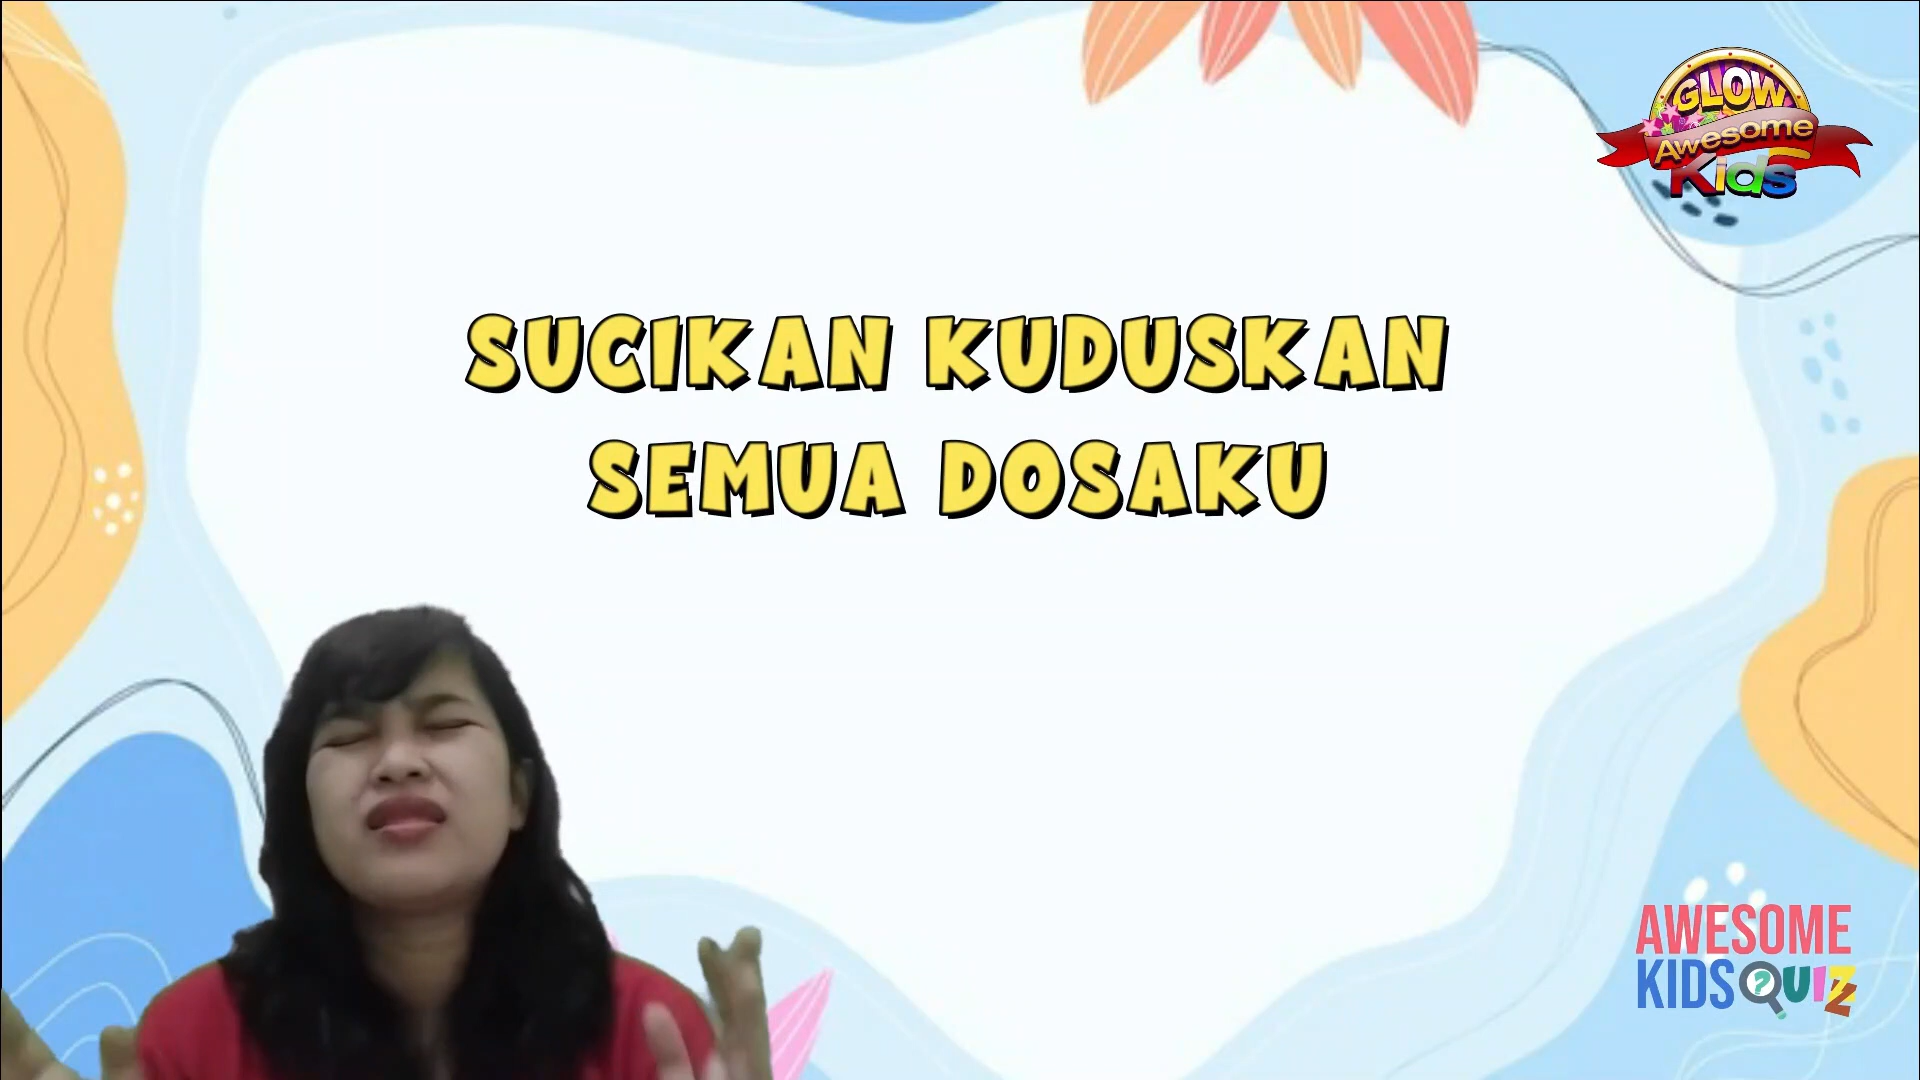 GLOW
Awesome
Kids
SUCIKAN KUDUSKAN
SEMUA DOSAKU
AWESOME
KIDS QUIZ